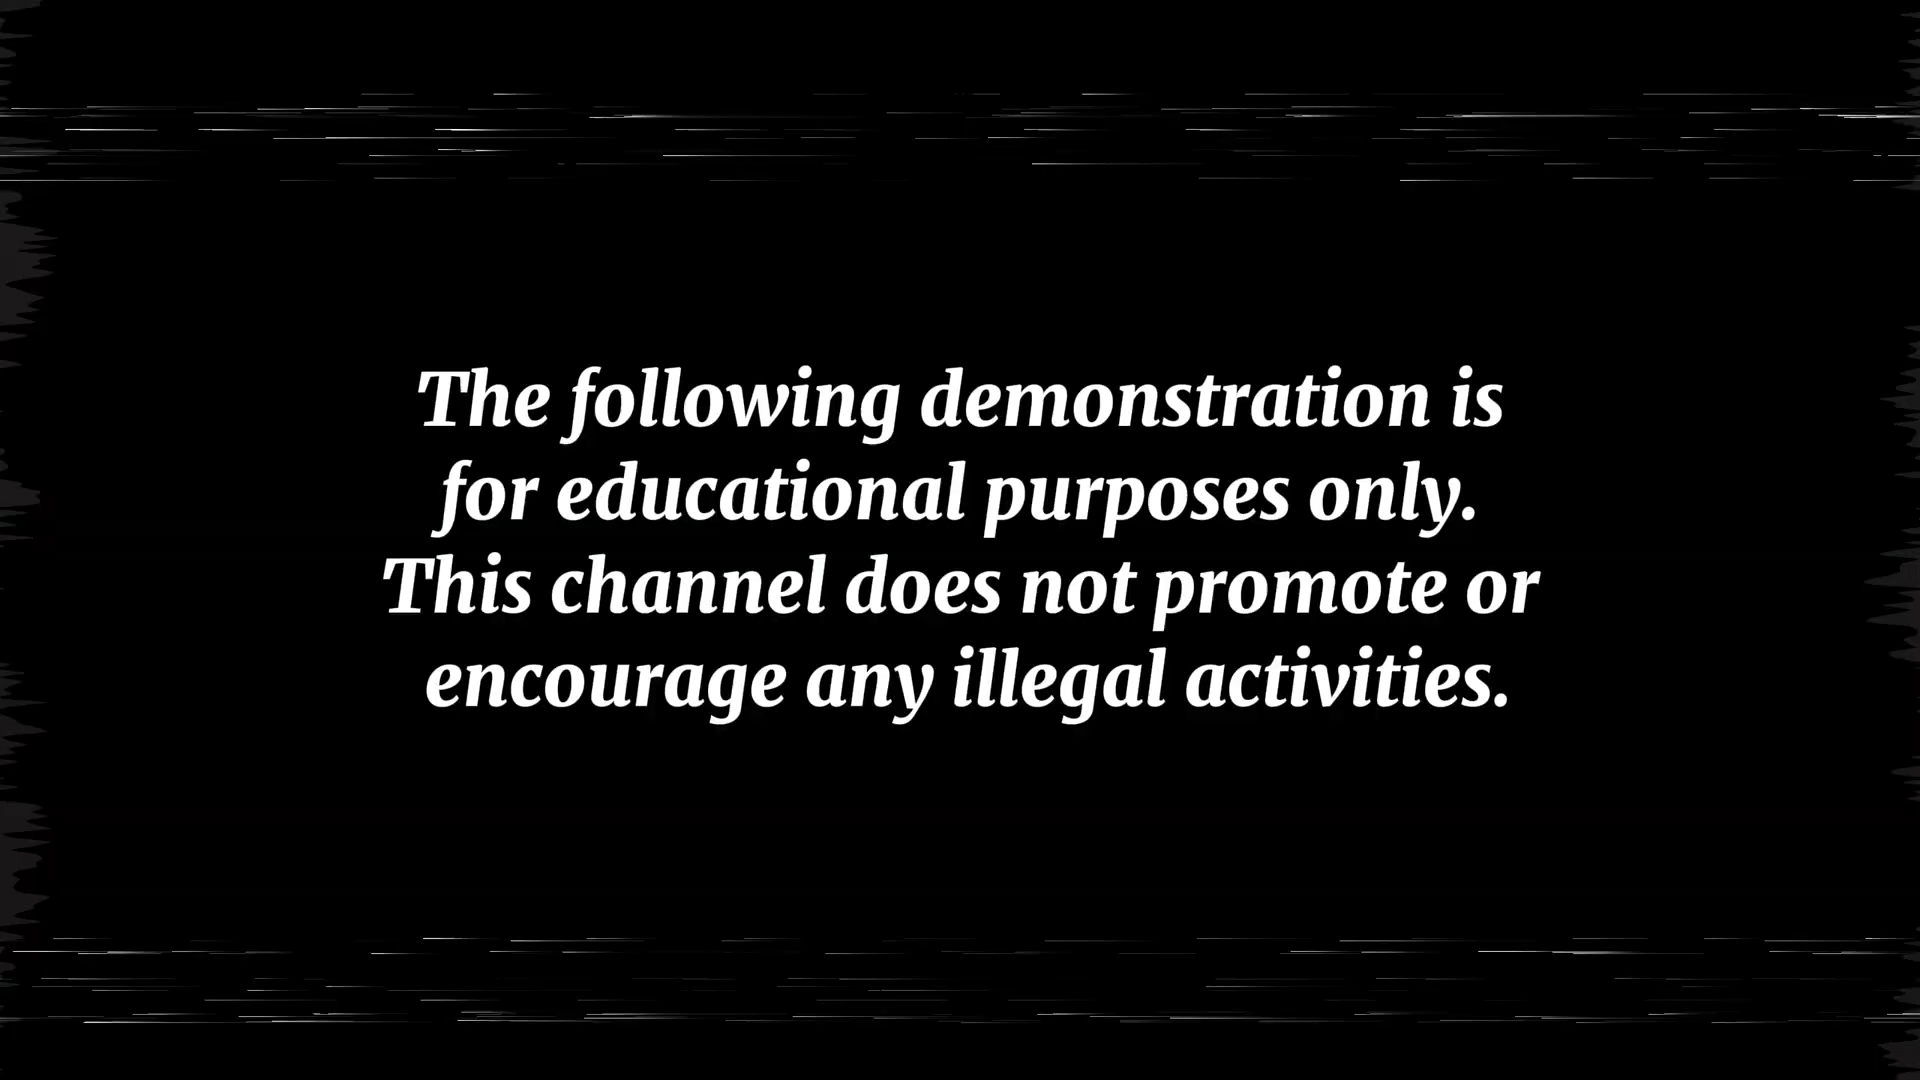 The following demonstration is
for educational purposes only.
This channel does not promote or
encourage any illegal activities.